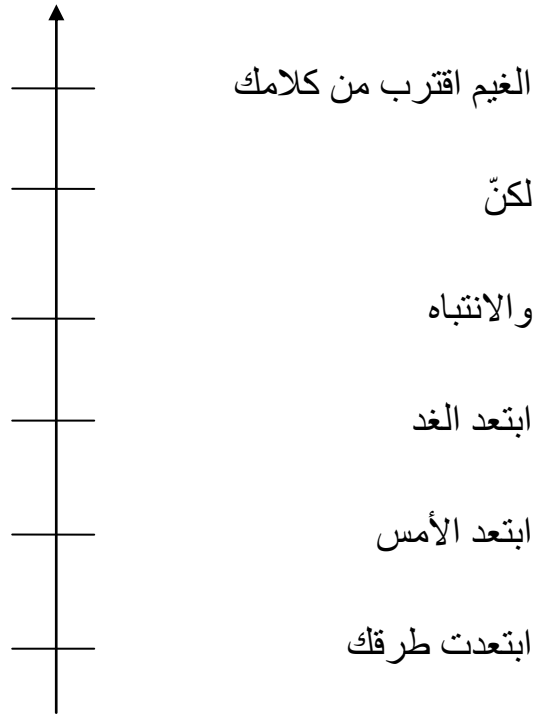 الغيم اقترب من كلامك
لكنّ
والانتباه
ابتعد الغد
ابتعد الأمس
ابتعدت طرقك